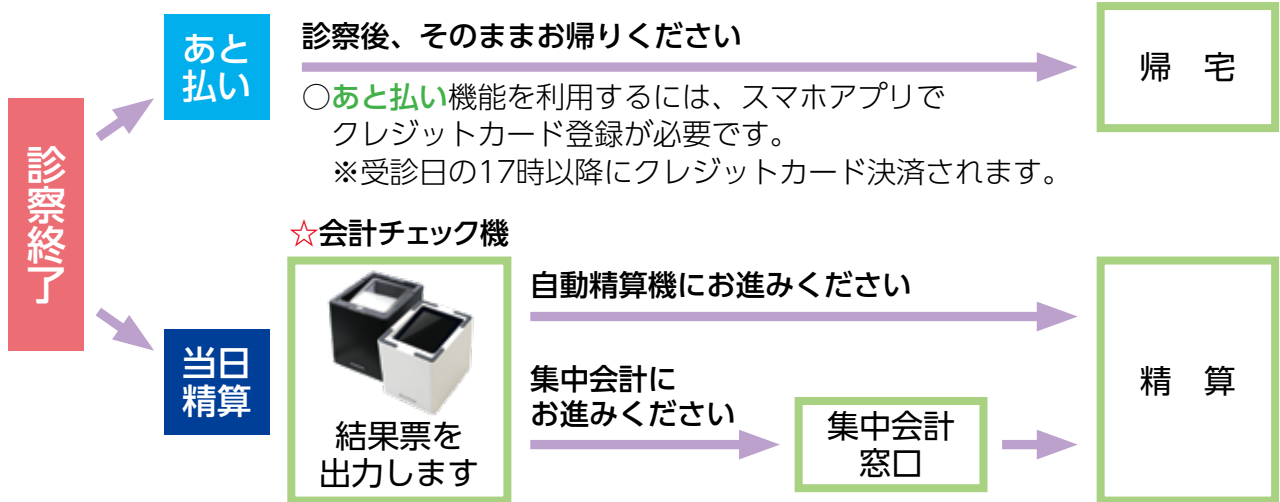 診察終了
あと
払い
診察後、そのままお帰りください
○あと払い機能を利用するには、スマホアプリで
クレジットカード登録が必要です。
※受診日の17時以降にクレジットカード決済されます。
帰 宅
当日
精算
☆会計チェック機
結果票を
出力します
自動精算機にお進みください
集中会計に
お進みください
集中会計
窓口
精 算